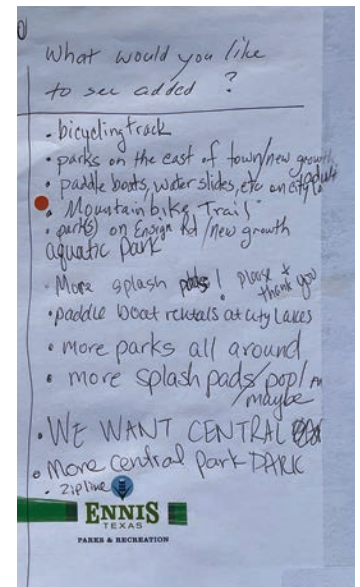 What would you like
to see added ?
• bicycling track
• parks on the east of town/new growth
• paddle boats, water slides, etc on city
adult
• Mountain bike Trail
• park(s) on Ensign Rd /new growth
aquatic park
• More splash pads! please &
thank you
• paddle boat rentals at city Lakes
• more parks all around
• more splash pads/pool
maybe
• WE WANT CENTRAL
• More central park PARK
• zipline
ENNIS
TEXAS
PARKS & RECREATION